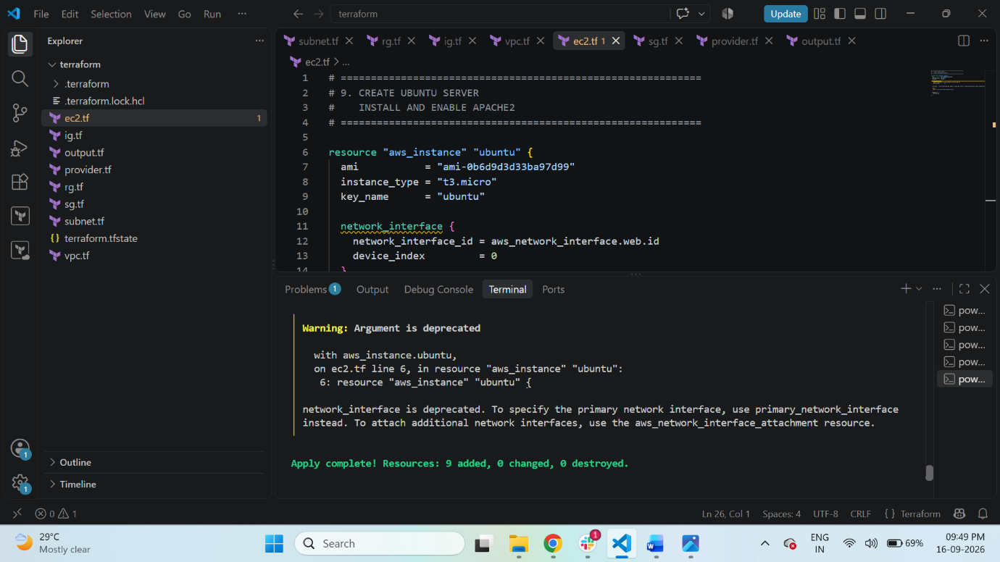 File Edit Selection View Go Run ··· terraform Update
Explorer ···
terraform
.terraform
.terraform.lock.hcl
ec2.tf 1
ig.tf
output.tf
provider.tf
rg.tf
sg.tf
subnet.tf
{} terraform.tfstate
vpc.tf
Outline
Timeline
subnet.tf rg.tf ig.tf vpc.tf ec2.tf 1 sg.tf provider.tf output.tf
ec2.tf > ...
1 # ============================================================
2 # 9. CREATE UBUNTU SERVER
3 # INSTALL AND ENABLE APACHE2
4 # ============================================================
5
6 resource "aws_instance" "ubuntu" {
7 ami = "ami-0b6d9d3d33ba97d99"
8 instance_type = "t3.micro"
9 key_name = "ubuntu"
10
11 network_interface {
12 network_interface_id = aws_network_interface.web.id
13 device_index = 0
14 }
Problems 1 Output Debug Console Terminal Ports
Warning: Argument is deprecated
with aws_instance.ubuntu,
on ec2.tf line 6, in resource "aws_instance" "ubuntu":
6: resource "aws_instance" "ubuntu" {
network_interface is deprecated. To specify the primary network interface, use primary_network_interface
instead. To attach additional network interfaces, use the aws_network_interface_attachment resource.
Apply complete! Resources: 9 added, 0 changed, 0 destroyed.
pow...
pow...
pow...
pow...
pow...
1
1
0 1 Ln 26, Col 1 Spaces: 4 UTF-8 CRLF {} Terraform
29°C
Mostly clear
Search
1
ENG
IN
69%
09:49 PM
16-09-2026